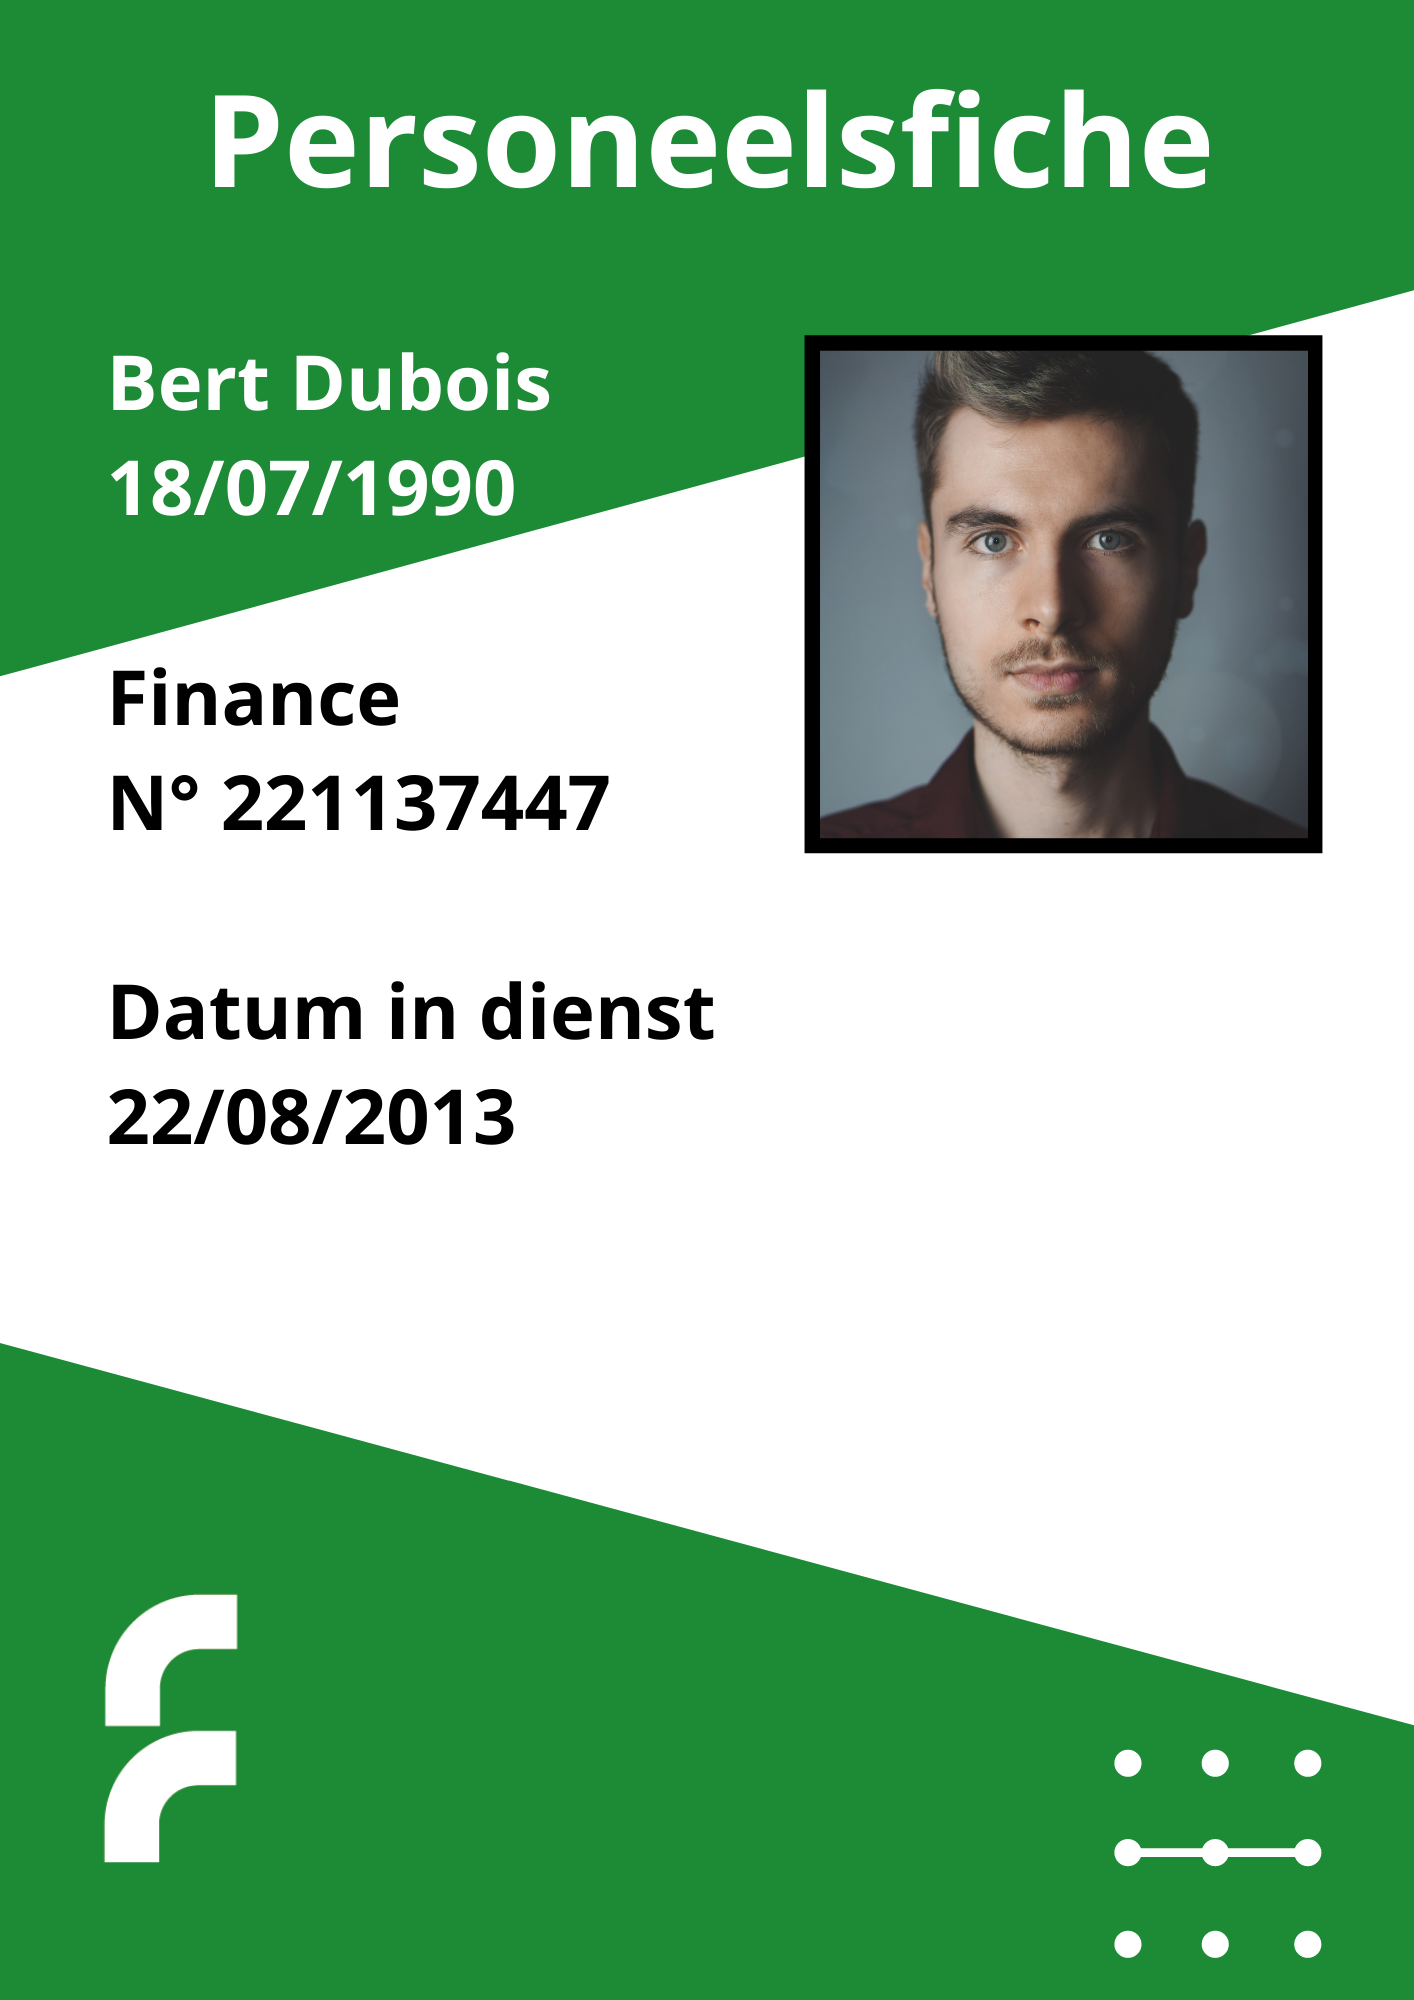 Personeelsfiche
Bert Dubois
18/07/1990
Finance
N° 221137447
Datum in dienst
22/08/2013